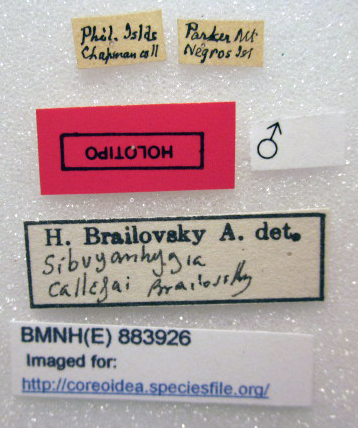 Phil. Islds
Chapman coll
Parker Mt
Negros Isl
HOLOTIPO
♂
H. Brailovsky A. det.
Sibuyanhygia
callejai Brailovsky
BMNH(E) 883926
Imaged for:
http://coreoidea.speciesfile.org/